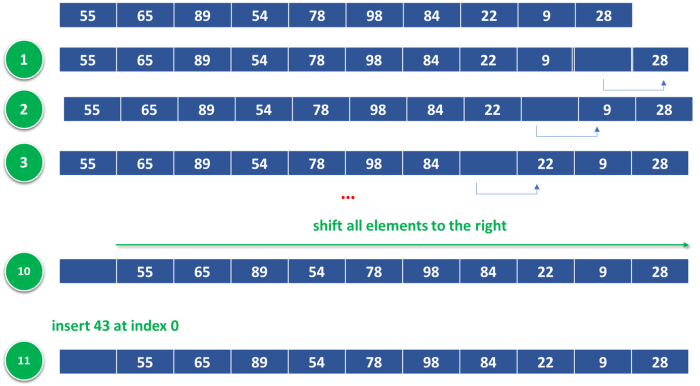 55 65 89 54 78 98 84 22 9 28
1 55 65 89 54 78 98 84 22 9 28
2 55 65 89 54 78 98 84 22 9 28
3 55 65 89 54 78 98 84 22 9 28
...
shift all elements to the right
10 55 65 89 54 78 98 84 22 9 28
insert 43 at index 0
11 55 65 89 54 78 98 84 22 9 28